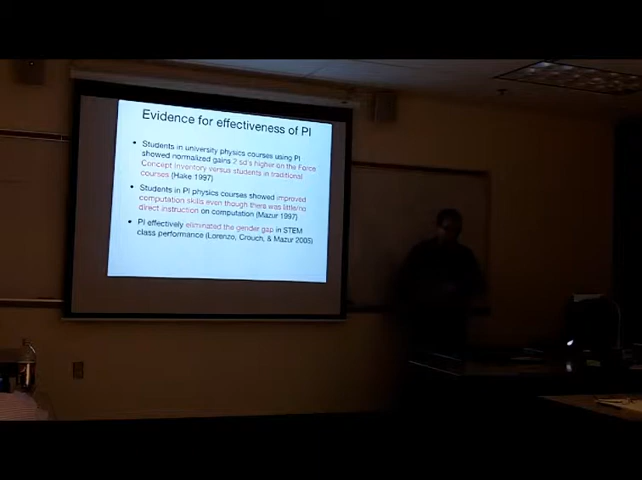 Evidence for effectiveness of PI
• Students in university physics courses using PI
showed normalized gains 2 sd's higher on the Force
Concept Inventory versus students in traditional
courses (Hake 1997)
• Students in PI physics courses showed improved
computation skills even though there was little/no
direct instruction on computation (Mazur 1997)
• PI effectively eliminated the gender gap in STEM
class performance (Lorenzo, Crouch, & Mazur 2005)